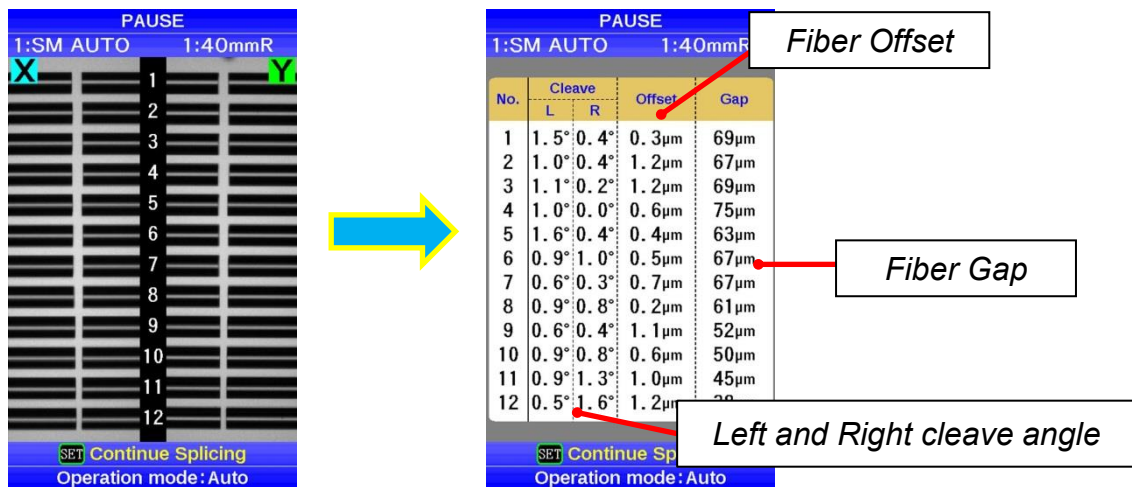 PAUSE
1:SM AUTO 1:40mmR
X Y
1
2
3
4
5
6
7
8
9
10
11
12
SET Continue Splicing
Operation mode:Auto
PAUSE
1:SM AUTO 1:40mmR
No. Cleave Offset Gap
L R
1 1.5° 0.4° 0.3µm 69µm
2 1.0° 0.4° 1.2µm 67µm
3 1.1° 0.2° 1.2µm 69µm
4 1.0° 0.0° 0.6µm 75µm
5 1.6° 0.4° 0.4µm 63µm
6 0.9° 1.0° 0.5µm 67µm
7 0.6° 0.3° 0.7µm 67µm
8 0.9° 0.8° 0.2µm 61µm
9 0.6° 0.4° 1.1µm 52µm
10 0.9° 0.8° 0.6µm 50µm
11 0.9° 1.3° 1.0µm 45µm
12 0.5° 1.6° 1.2µm
SET Continue
Operation mode:Auto
Fiber Offset
Fiber Gap
Left and Right cleave angle